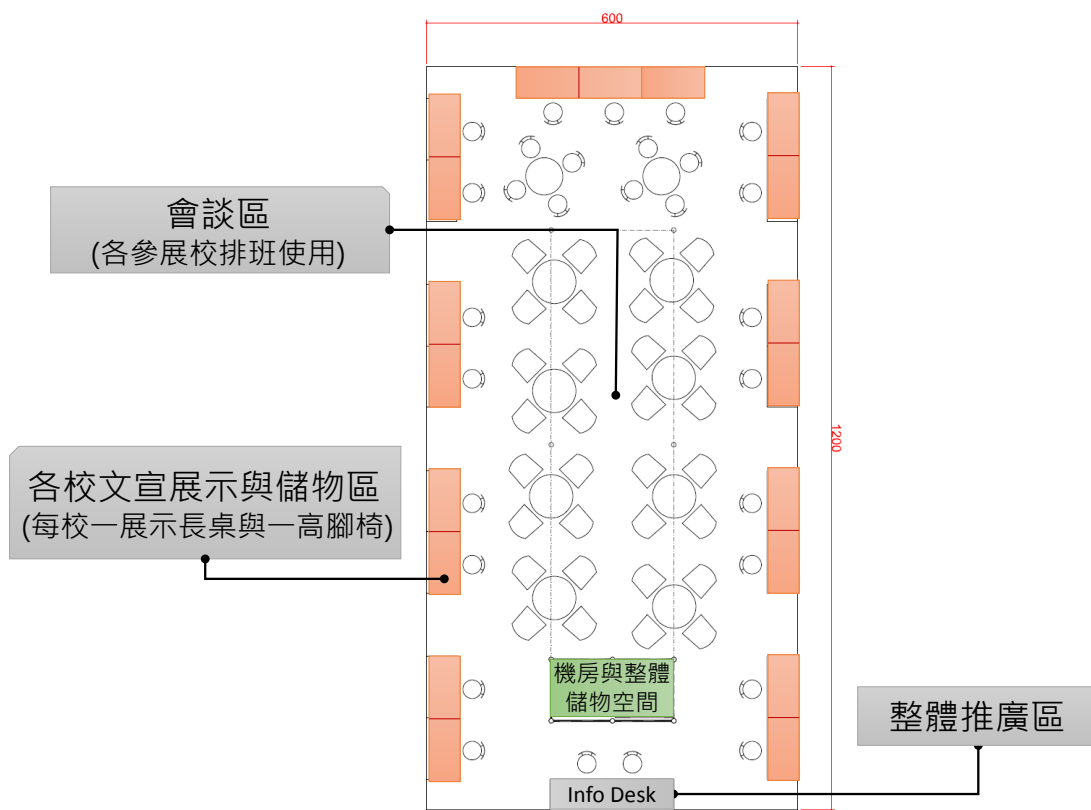 600
會談區
(各參展校排班使用)
1200
各校文宣展示與儲物區
(每校一展示長桌與一高腳椅)
機房與整體
儲物空間
整體推廣區
Info Desk